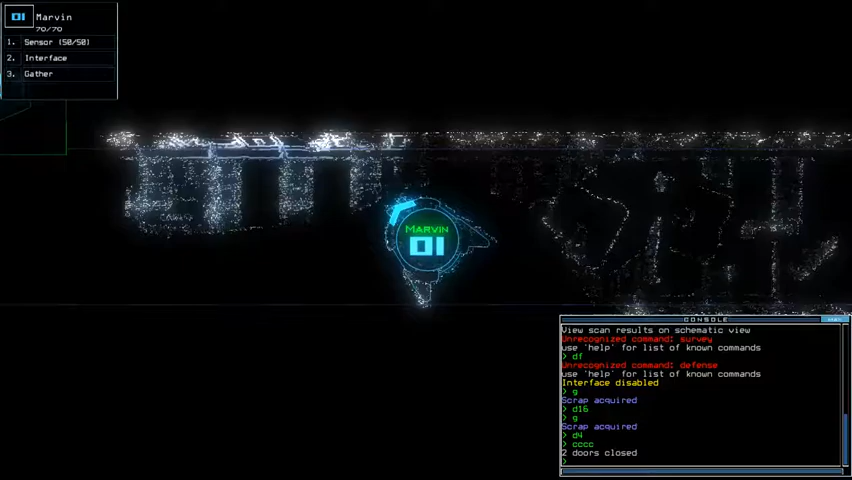 01 Marvin
70/70
1. Sensor (50/50)
2. Interface
3. Gather
MARVIN
01
CONSOLE
View scan results on schematic view
Unrecognized command: survey
use 'help' for list of known commands
> df
Unrecognized command: defense
use 'help' for list of known commands
Interface disabled
> g
Scrap acquired
> d16
> g
Scrap acquired
> d4
> cccc
2 doors closed
>